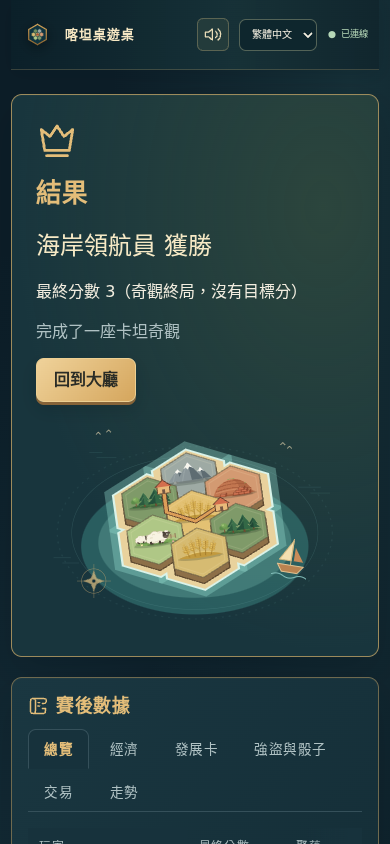 喀坦桌遊桌
繁體中文
已連線
結果
海岸領航員 獲勝
最終分數 3（奇觀終局，沒有目標分）
完成了一座卡坦奇觀
回到大廳
賽後數據
總覽 經濟 發展卡 強盜與骰子
交易 走勢